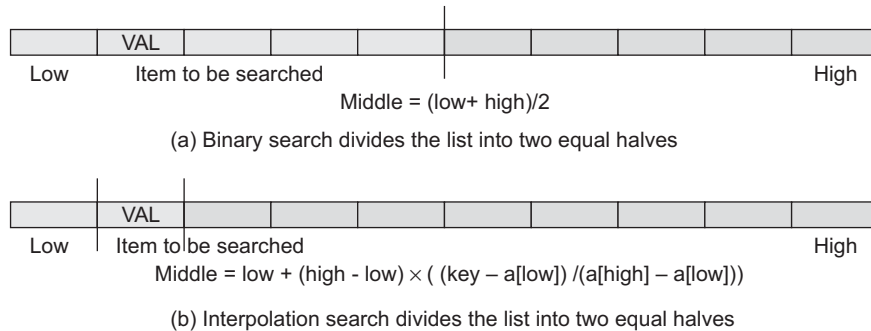 VAL
Low Item to be searched High
Middle = (low+ high)/2
(a) Binary search divides the list into two equal halves
VAL
Low Item to be searched High
Middle = low + (high - low) × ( (key – a[low]) /(a[high] – a[low]))
(b) Interpolation search divides the list into two equal halves